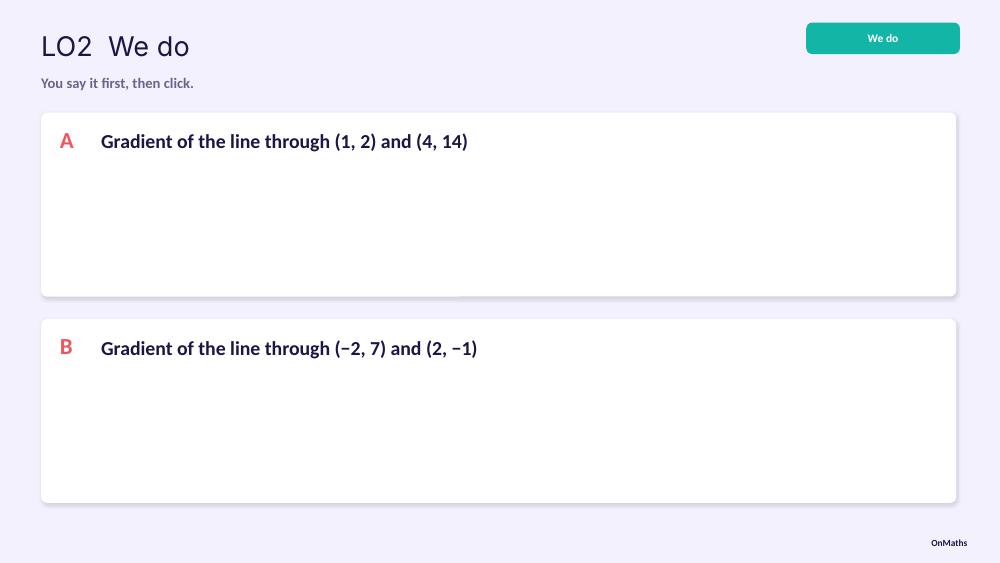 LO2  We do
We do
You say it first, then click.
A
Gradient of the line through (1, 2) and (4, 14)
B
Gradient of the line through (−2, 7) and (2, −1)
OnMaths